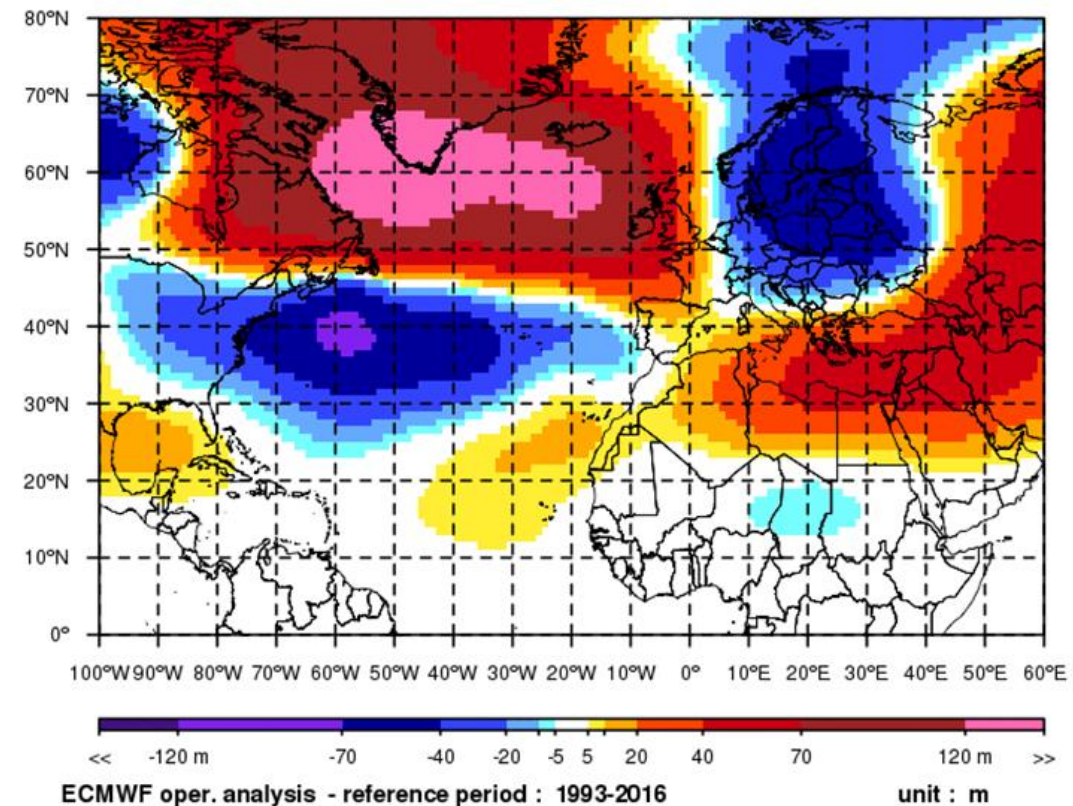 80ºN
70ºN
60ºN
50ºN
40ºN
30ºN
20ºN
10ºN
0º
100ºW 90ºW 80ºW 70ºW 60ºW 50ºW 40ºW 30ºW 20ºW 10ºW 0º 10ºE 20ºE 30ºE 40ºE 50ºE 60ºE
<< -120 m -70 -40 -20 -5 5 20 40 70 120 m >>
ECMWF oper. analysis - reference period : 1993-2016 unit : m